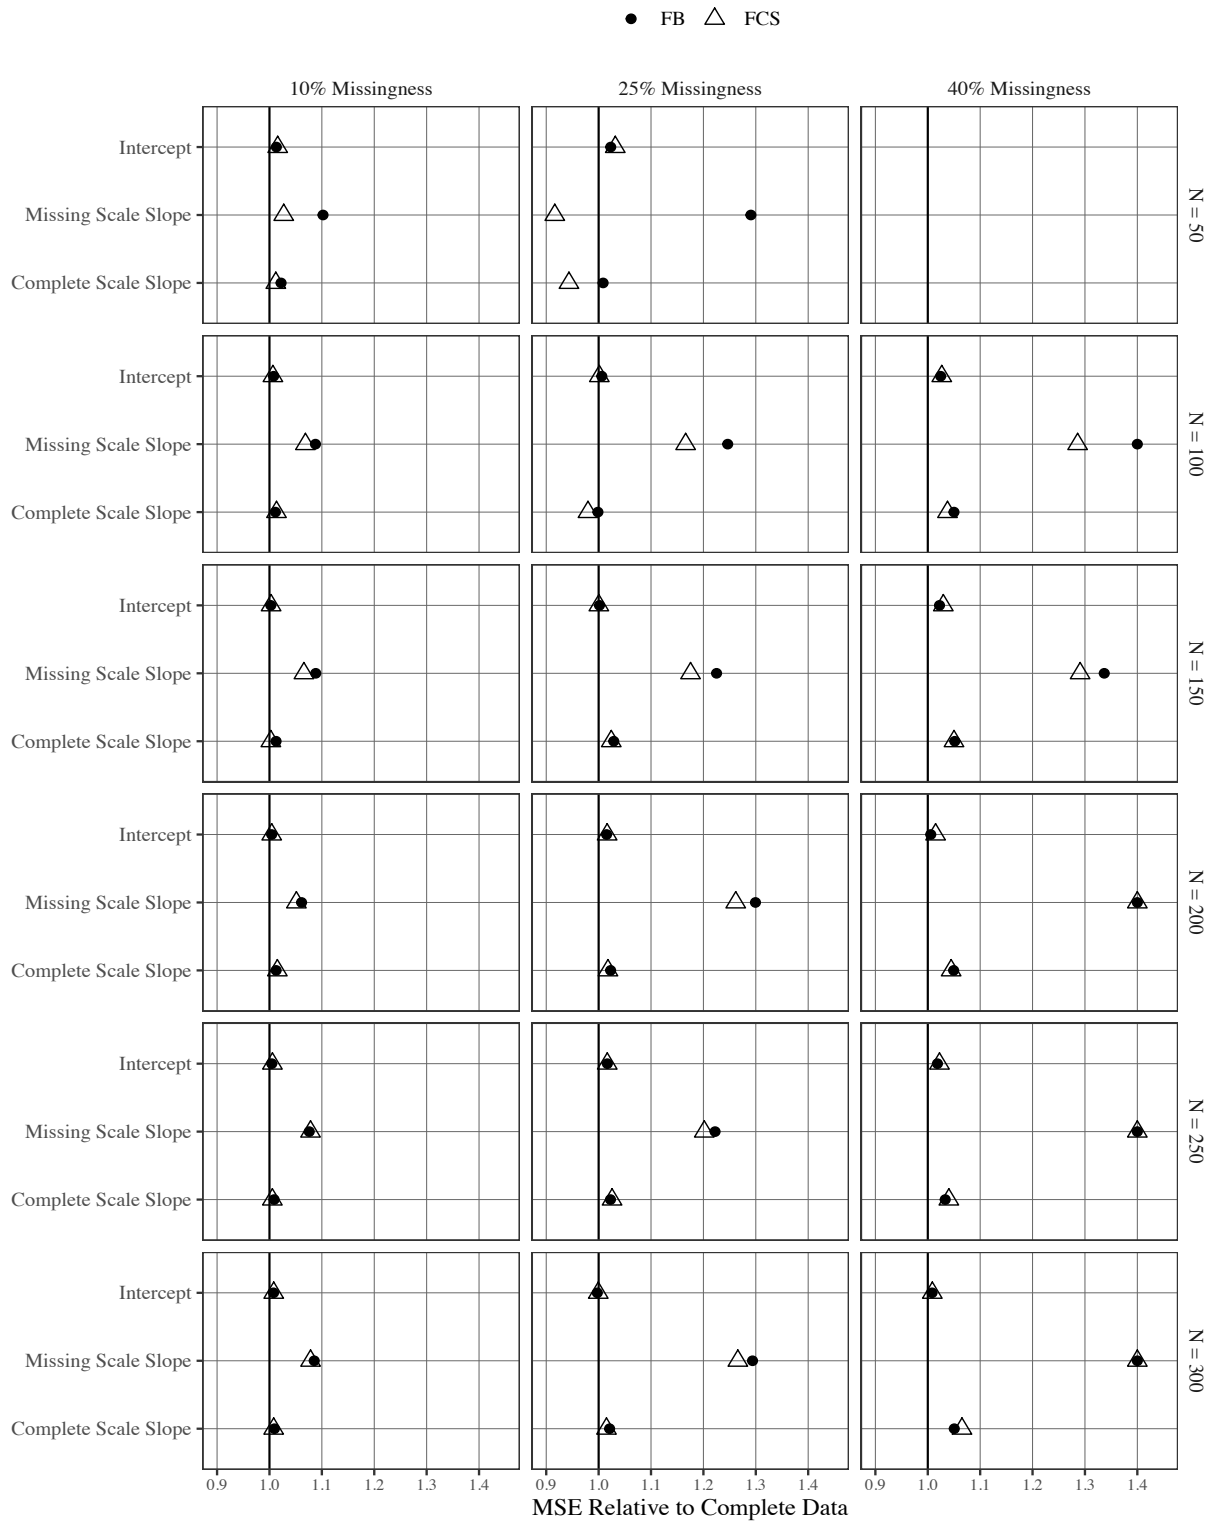 FB FCS
10% Missingness 25% Missingness 40% Missingness
Intercept
Missing Scale Slope
Complete Scale Slope
N = 50
Intercept
Missing Scale Slope
Complete Scale Slope
N = 100
Intercept
Missing Scale Slope
Complete Scale Slope
N = 150
Intercept
Missing Scale Slope
Complete Scale Slope
N = 200
Intercept
Missing Scale Slope
Complete Scale Slope
N = 250
Intercept
Missing Scale Slope
Complete Scale Slope
N = 300
0.9 1.0 1.1 1.2 1.3 1.4 0.9 1.0 1.1 1.2 1.3 1.4 0.9 1.0 1.1 1.2 1.3 1.4
MSE Relative to Complete Data